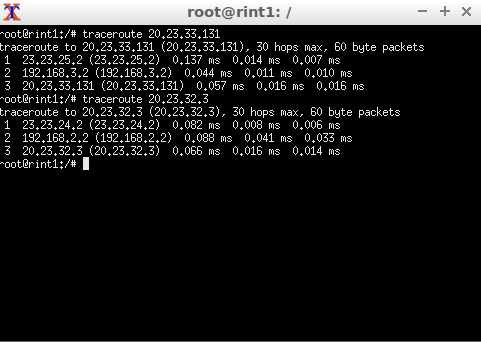 root@rint1: /
root@rint1:/# traceroute 20.23.33.131
traceroute to 20.23.33.131 (20.23.33.131), 30 hops max, 60 byte packets
1 23.23.25.2 (23.23.25.2) 0.137 ms 0.014 ms 0.007 ms
2 192.168.3.2 (192.168.3.2) 0.044 ms 0.011 ms 0.010 ms
3 20.23.33.131 (20.23.33.131) 0.057 ms 0.016 ms 0.016 ms
root@rint1:/# traceroute 20.23.32.3
traceroute to 20.23.32.3 (20.23.32.3), 30 hops max, 60 byte packets
1 23.23.24.2 (23.23.24.2) 0.082 ms 0.008 ms 0.006 ms
2 192.168.2.2 (192.168.2.2) 0.088 ms 0.041 ms 0.033 ms
3 20.23.32.3 (20.23.32.3) 0.066 ms 0.016 ms 0.014 ms
root@rint1:/#